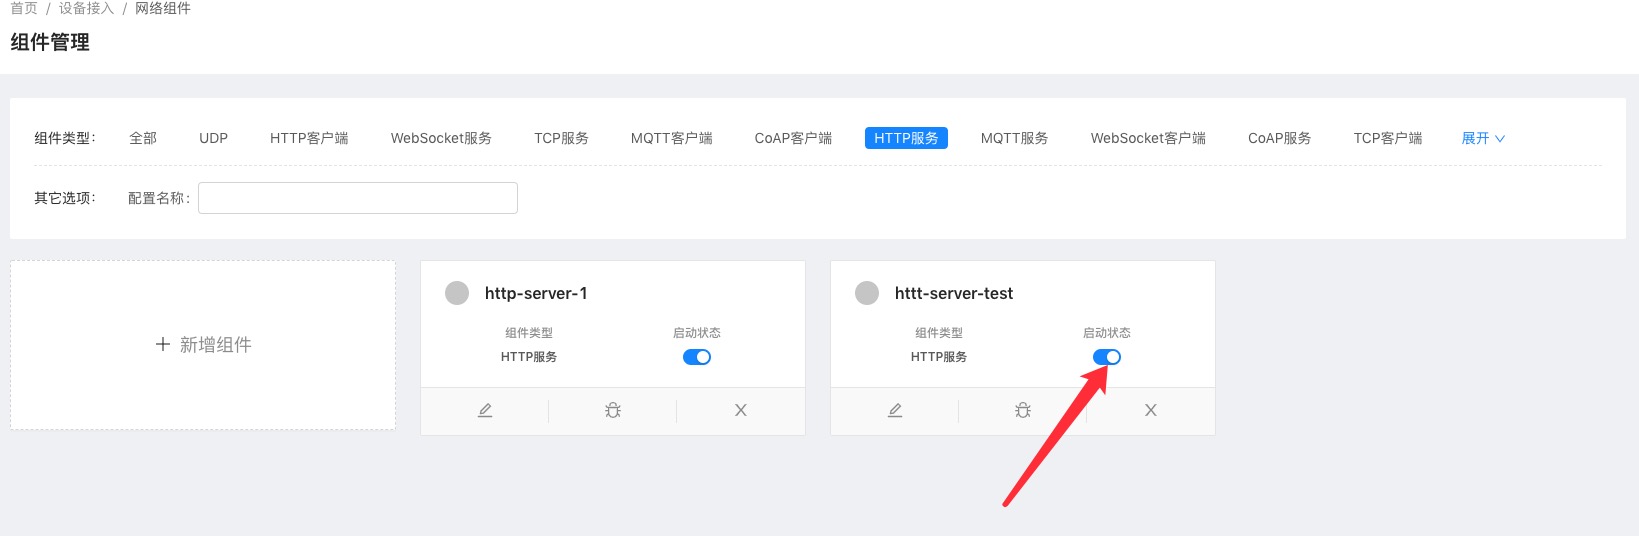 首页 / 设备接入 / 网络组件
组件管理
组件类型: 全部 UDP HTTP客户端 WebSocket服务 TCP服务 MQTT客户端 CoAP客户端 HTTP服务 MQTT服务 WebSocket客户端 CoAP服务 TCP客户端 展开
其它选项: 配置名称:
+ 新增组件
http-server-1
组件类型 启动状态
HTTP服务
httt-server-test
组件类型 启动状态
HTTP服务